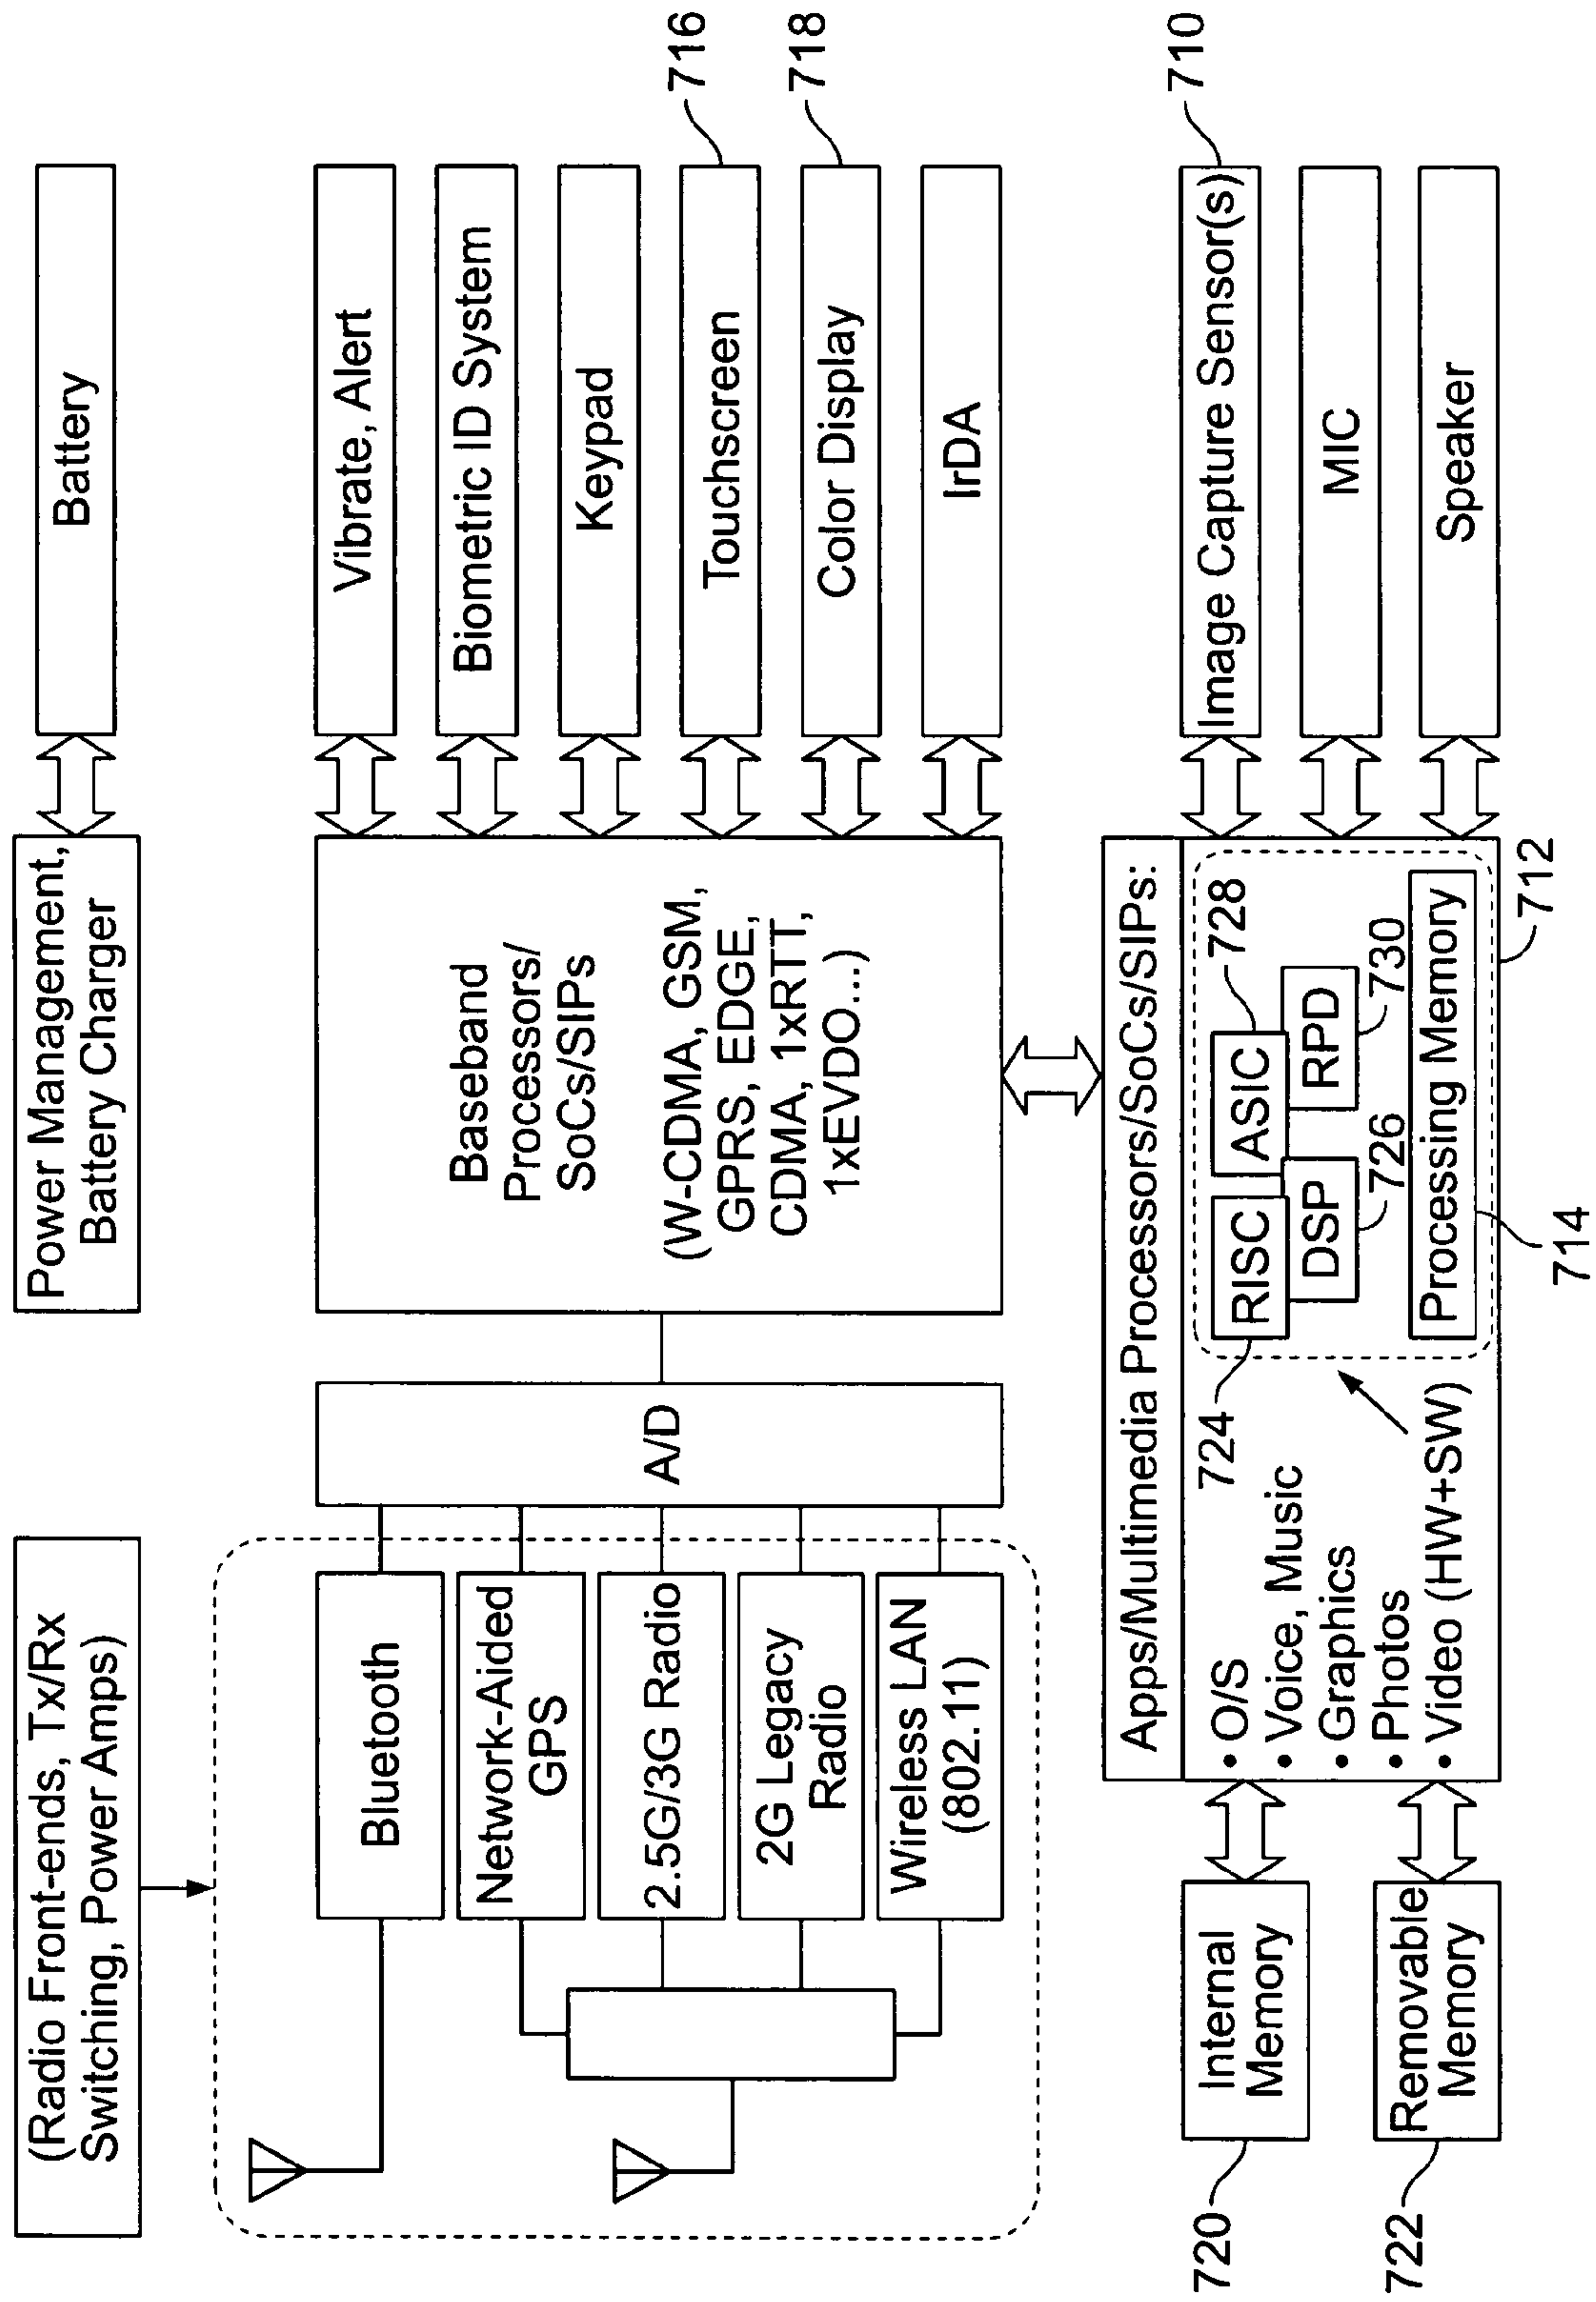 (Radio Front-ends, Tx/Rx
Switching, Power Amps)
Power Management,
Battery Charger
Battery
Bluetooth
Network-Aided
GPS
2.5G/3G Radio
2G Legacy
Radio
Wireless LAN
(802.11)
A/D
Baseband
Processors/
SoCs/SIPs
(W-CDMA, GSM,
GPRS, EDGE,
CDMA, 1xRTT,
1xEVDO...)
Vibrate, Alert
Biometric ID System
Keypad
Touchscreen
716
Color Display
718
IrDA
720
Internal
Memory
722
Removable
Memory
Apps/Multimedia Processors/SoCs/SIPs:
• O/S
• Voice, Music
• Graphics
• Photos
• Video (HW+SW)
724
RISC
ASIC
728
DSP
726
RPD
730
Processing Memory
714
712
Image Capture Sensor(s)
710
MIC
Speaker